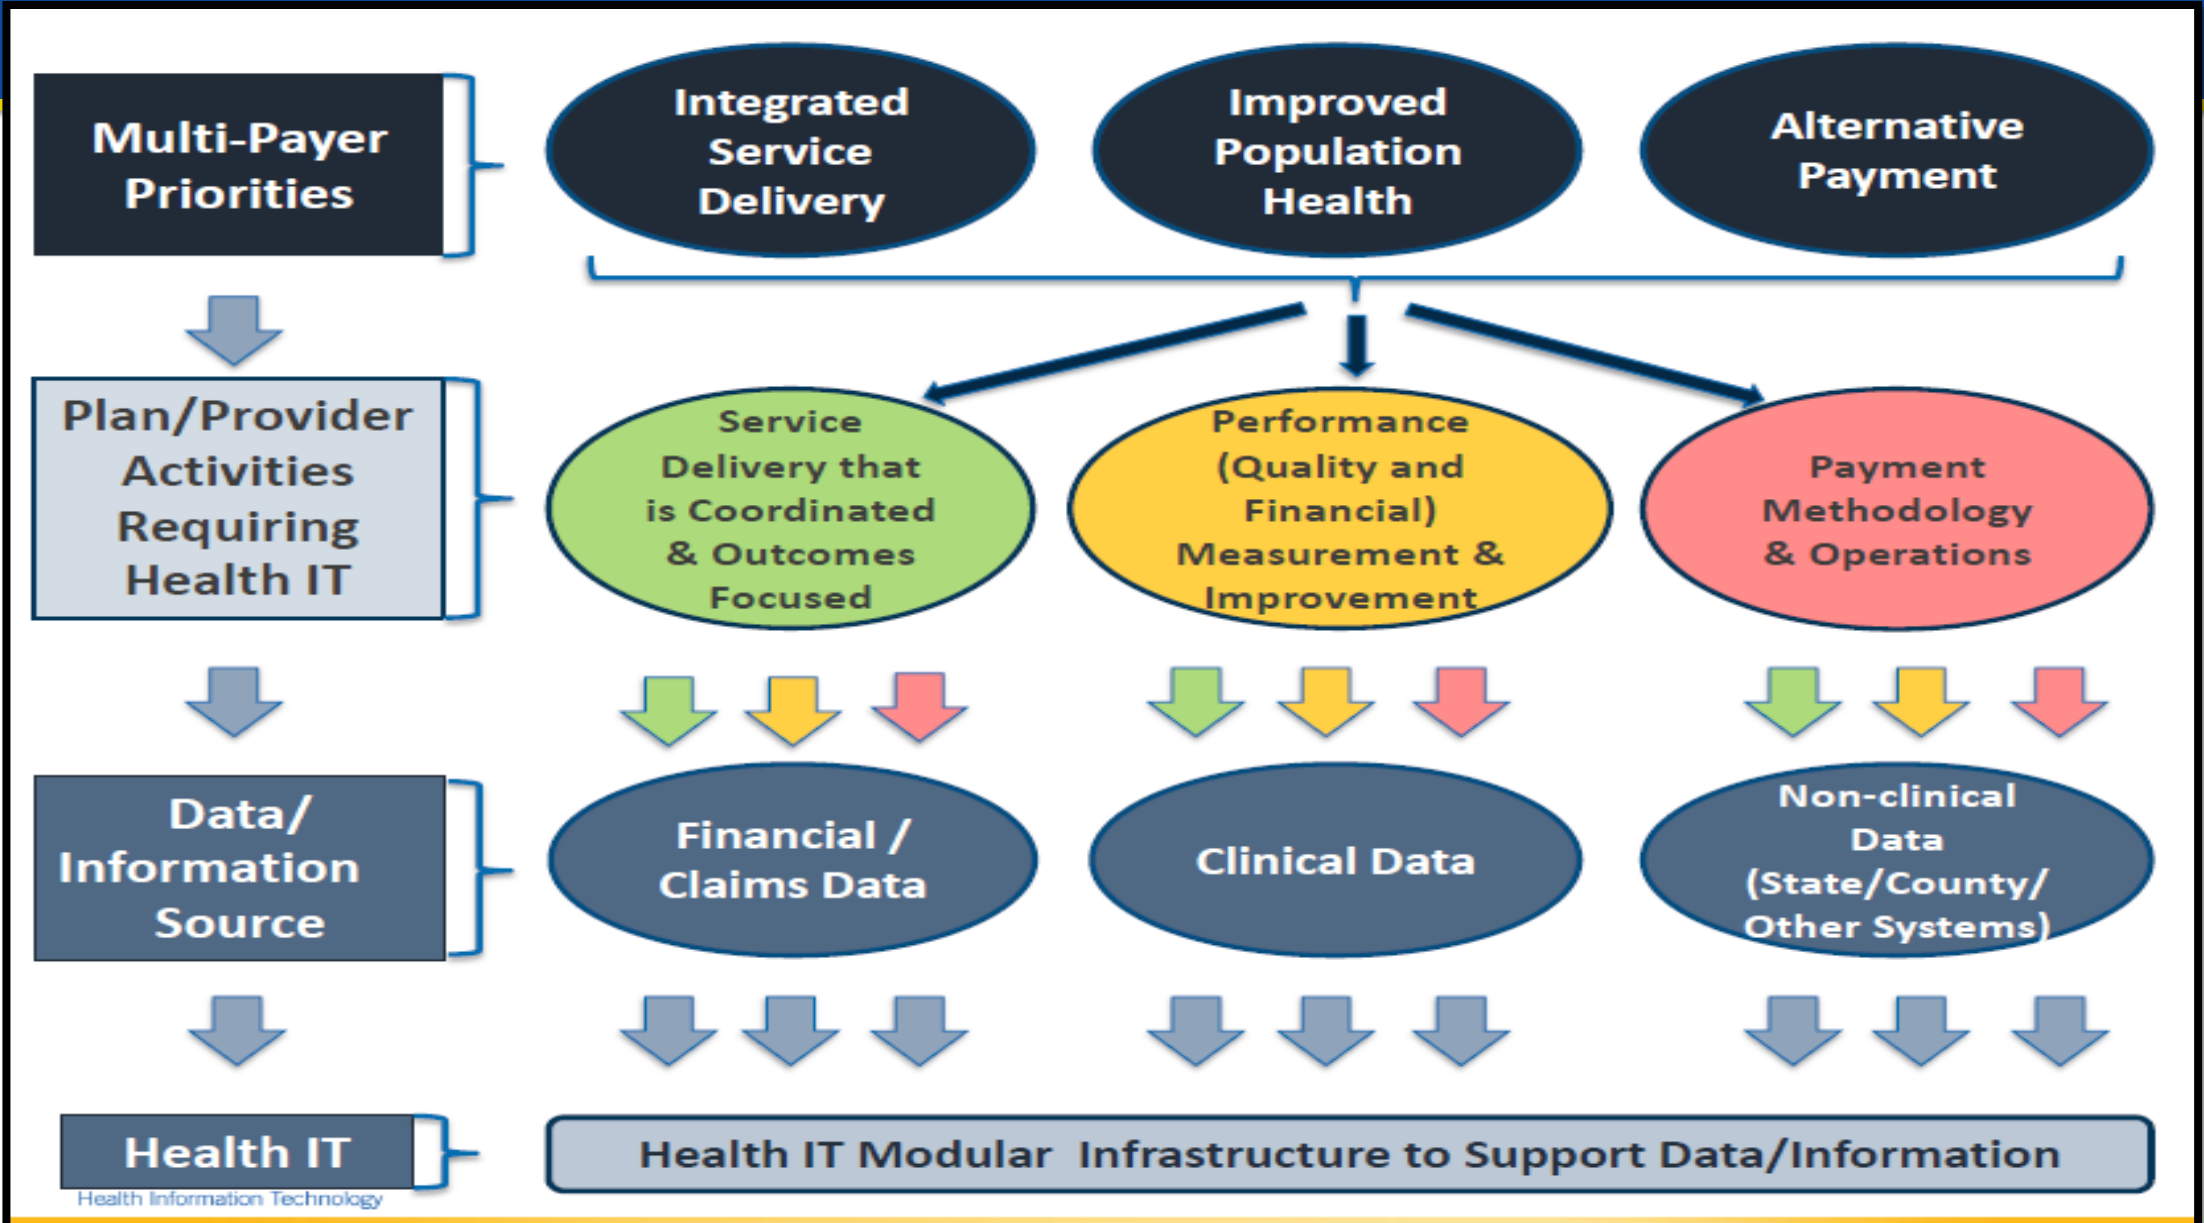 Multi-Payer
Priorities
Integrated
Service
Delivery
Improved
Population
Health
Alternative
Payment
Plan/Provider
Activities
Requiring
Health IT
Service
Delivery that
is Coordinated
& Outcomes
Focused
Performance
(Quality and
Financial)
Measurement &
Improvement
Payment
Methodology
& Operations
Data/
Information
Source
Financial /
Claims Data
Clinical Data
Non-clinical
Data
(State/County/
Other Systems)
Health IT
Health IT Modular Infrastructure to Support Data/Information
Health Information Technology